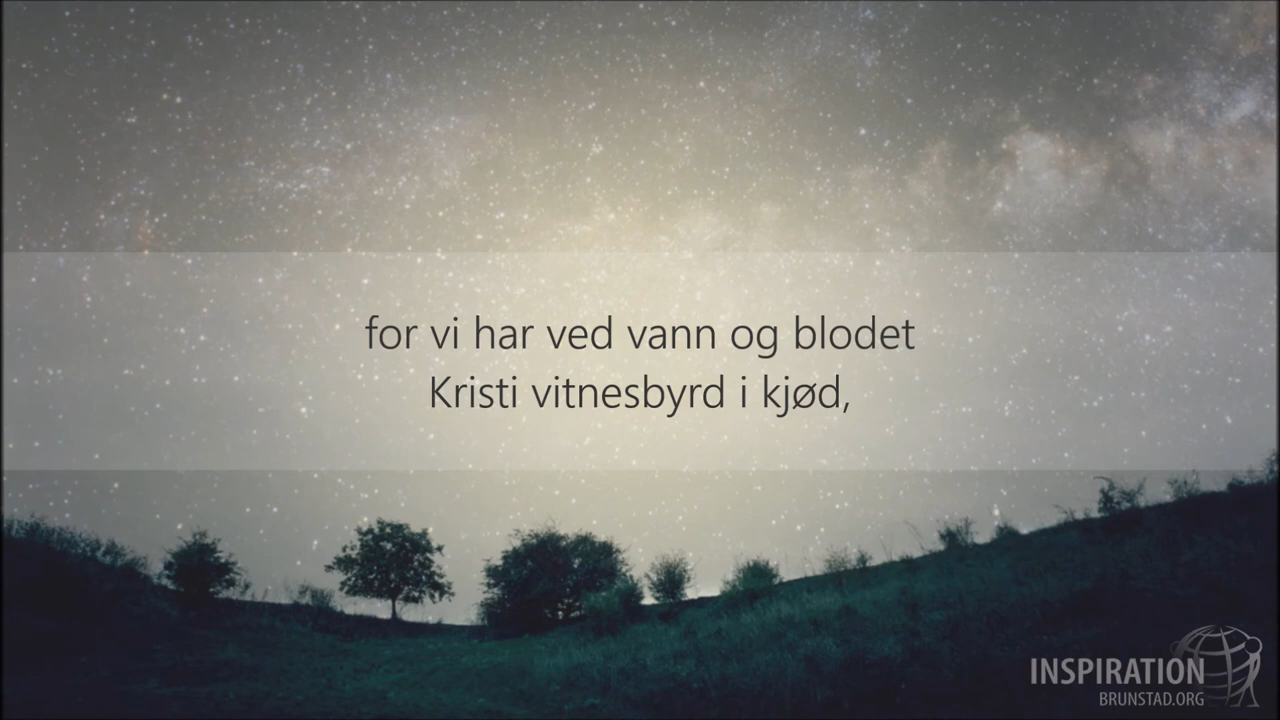 for vi har ved vann og blodet
Kristi vitnesbyrd i kjød,
INSPIRATION
BRUNSTAD.ORG